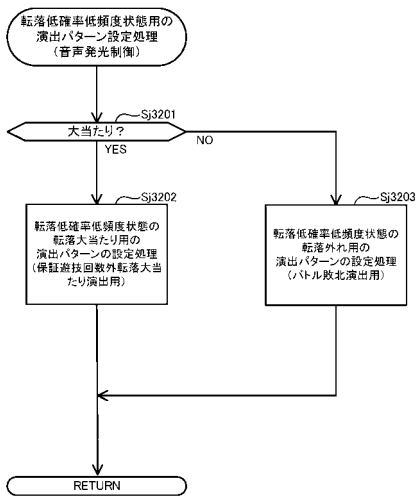 転落低確率低頻度状態用の
演出パターン設定処理
（音声発光制御）
Sj3201
大当たり？
YES
NO
Sj3202
転落低確率低頻度状態の
転落大当たり用の
演出パターンの設定処理
（保証遊技回数外転落大当
たり演出用）
Sj3203
転落低確率低頻度状態の
転落外れ用の
演出パターンの設定処理
（バトル敗北演出用）
RETURN